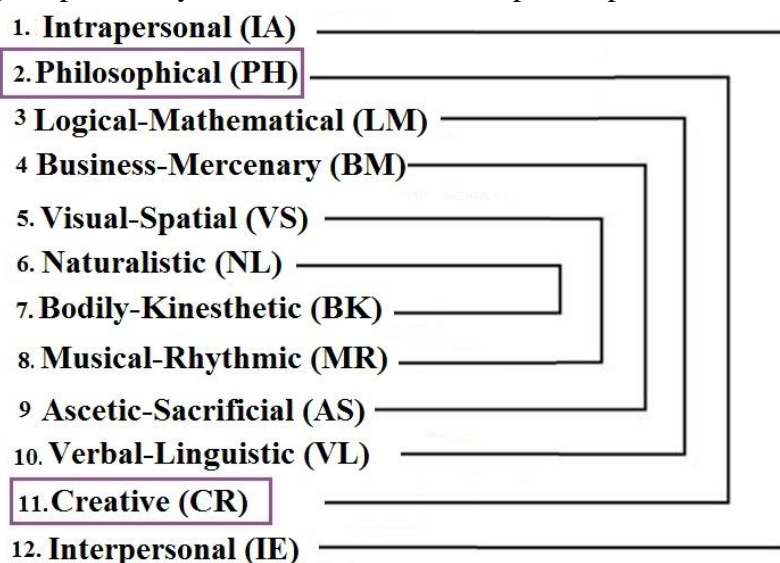 1. Intrapersonal (IA)
2. Philosophical (PH)
3 Logical-Mathematical (LM)
4 Business-Mercenary (BM)
5. Visual-Spatial (VS)
6. Naturalistic (NL)
7. Bodily-Kinesthetic (BK)
8. Musical-Rhythmic (MR)
9 Ascetic-Sacrificial (AS)
10. Verbal-Linguistic (VL)
11. Creative (CR)
12. Interpersonal (IE)